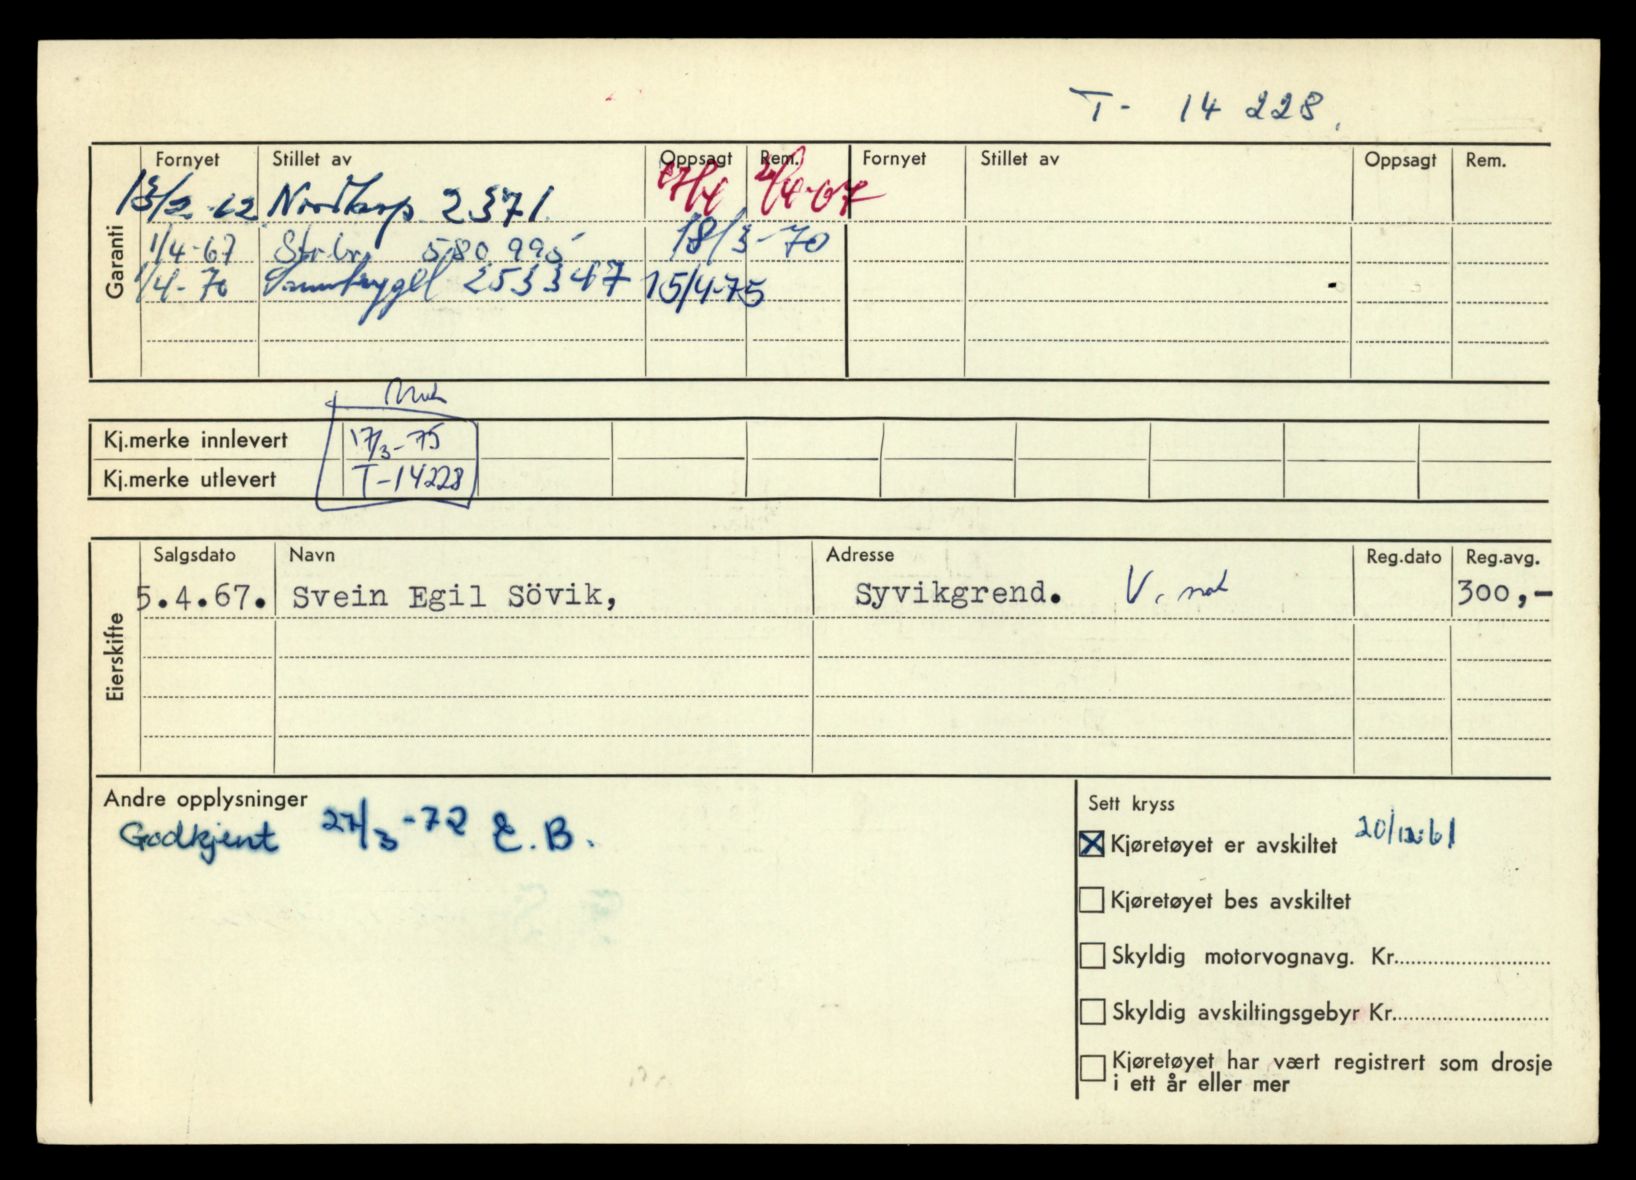 T- 14 228.
Garanti
Fornyet Stillet av Oppsagt Rem. Fornyet Stillet av Oppsagt Rem.
13/2-62 2371
1/4-67 580.995 18/3-70
1/4-70 Samtrygd 253347 15/4-75
Kj.merke innlevert 17/3-75
Kj.merke utlevert T-14228
Eierskifte
Salgsdato Navn Adresse Reg.dato Reg.avg.
5.4.67. Svein Egil Sövik, Syvikgrend. 300,-
Andre opplysninger
Godkjent 27/3-72 E.B.
Sett kryss
Kjøretøyet er avskiltet 20/12-61
Kjøretøyet bes avskiltet
Skyldig motorvognavg. Kr
Skyldig avskiltingsgebyr Kr
Kjøretøyet har vært registrert som drosje
i ett år eller mer